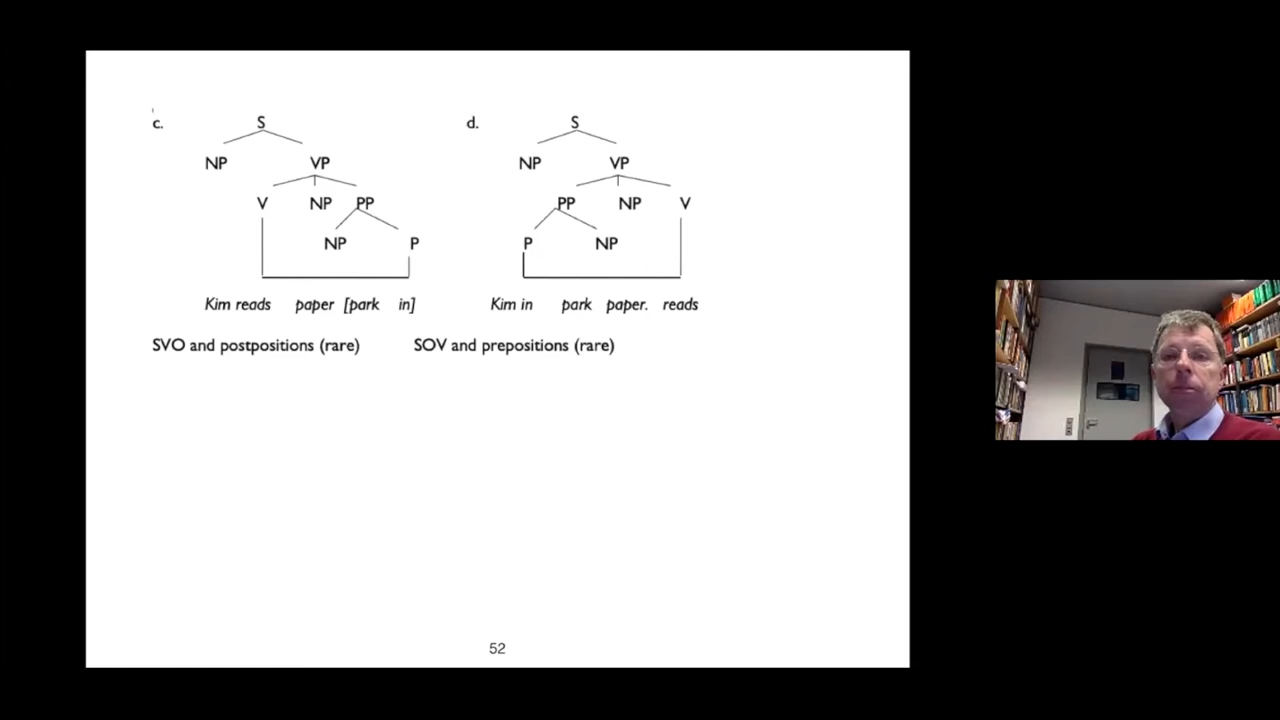 c. S
NP VP
V NP PP
NP P
Kim reads paper [park in]
SVO and postpositions (rare)
d. S
NP VP
PP NP V
P NP
Kim in park paper. reads
SOV and prepositions (rare)
52